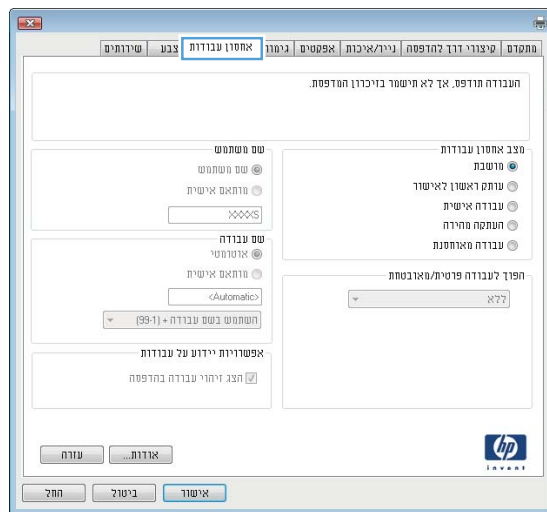 מתקדם
קיצורי דרך להדפסה
נייר/איכות
אפקטים
גימור
אחסון עבודות
צבע
שירותים
העבודה תודפס, אך לא תישמר בזיכרון המדפסת.
מצב אחסון עבודות
מושבת
עותק ראשון לאישור
עבודה אישית
העתקה מהירה
עבודה מאוחסנת
הפוך לעבודה פרטית/מאובטחת
ללא
שם משתמש
שם משתמש
מותאם אישית
XXXXS
שם עבודה
אוטומטי
מותאם אישית
<Automatic>
השתמש בשם עבודה + (99-1)
אפשרויות יידוע על עבודות
הצג זיהוי עבודה בהדפסה
hp
invent
אודות...
עזרה
אישור
ביטול
החל